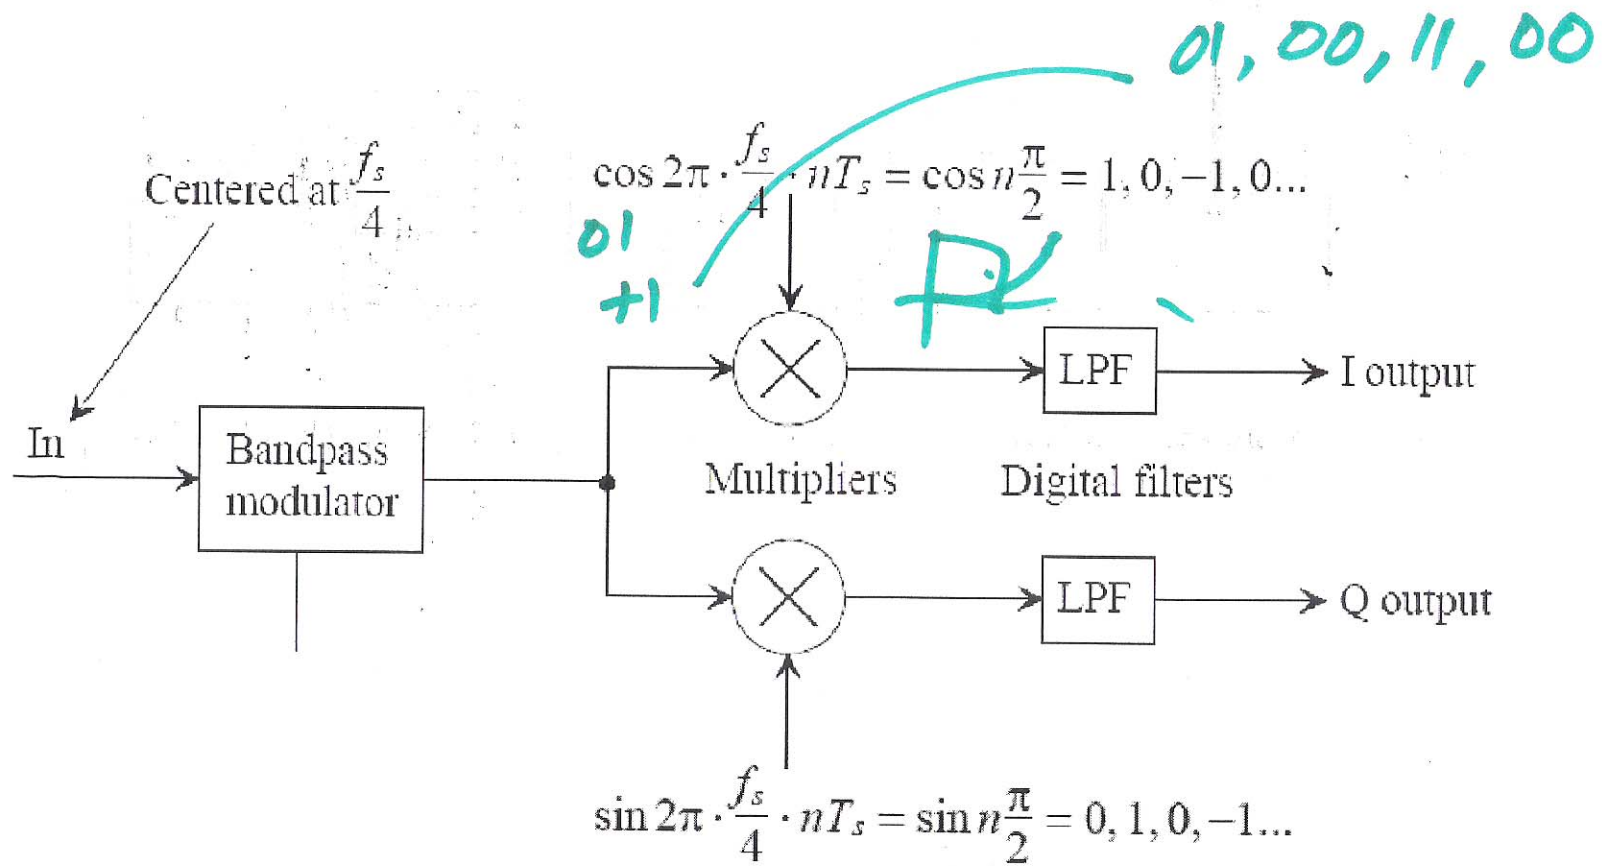 01, 00, 11, 00
Centered at fs/4
cos 2π · fs/4 · nTs = cos n π/2 = 1, 0, −1, 0...
01
+1
In
Bandpass
modulator
LPF
I output
Multipliers
Digital filters
LPF
Q output
sin 2π · fs/4 · nTs = sin n π/2 = 0, 1, 0, −1...